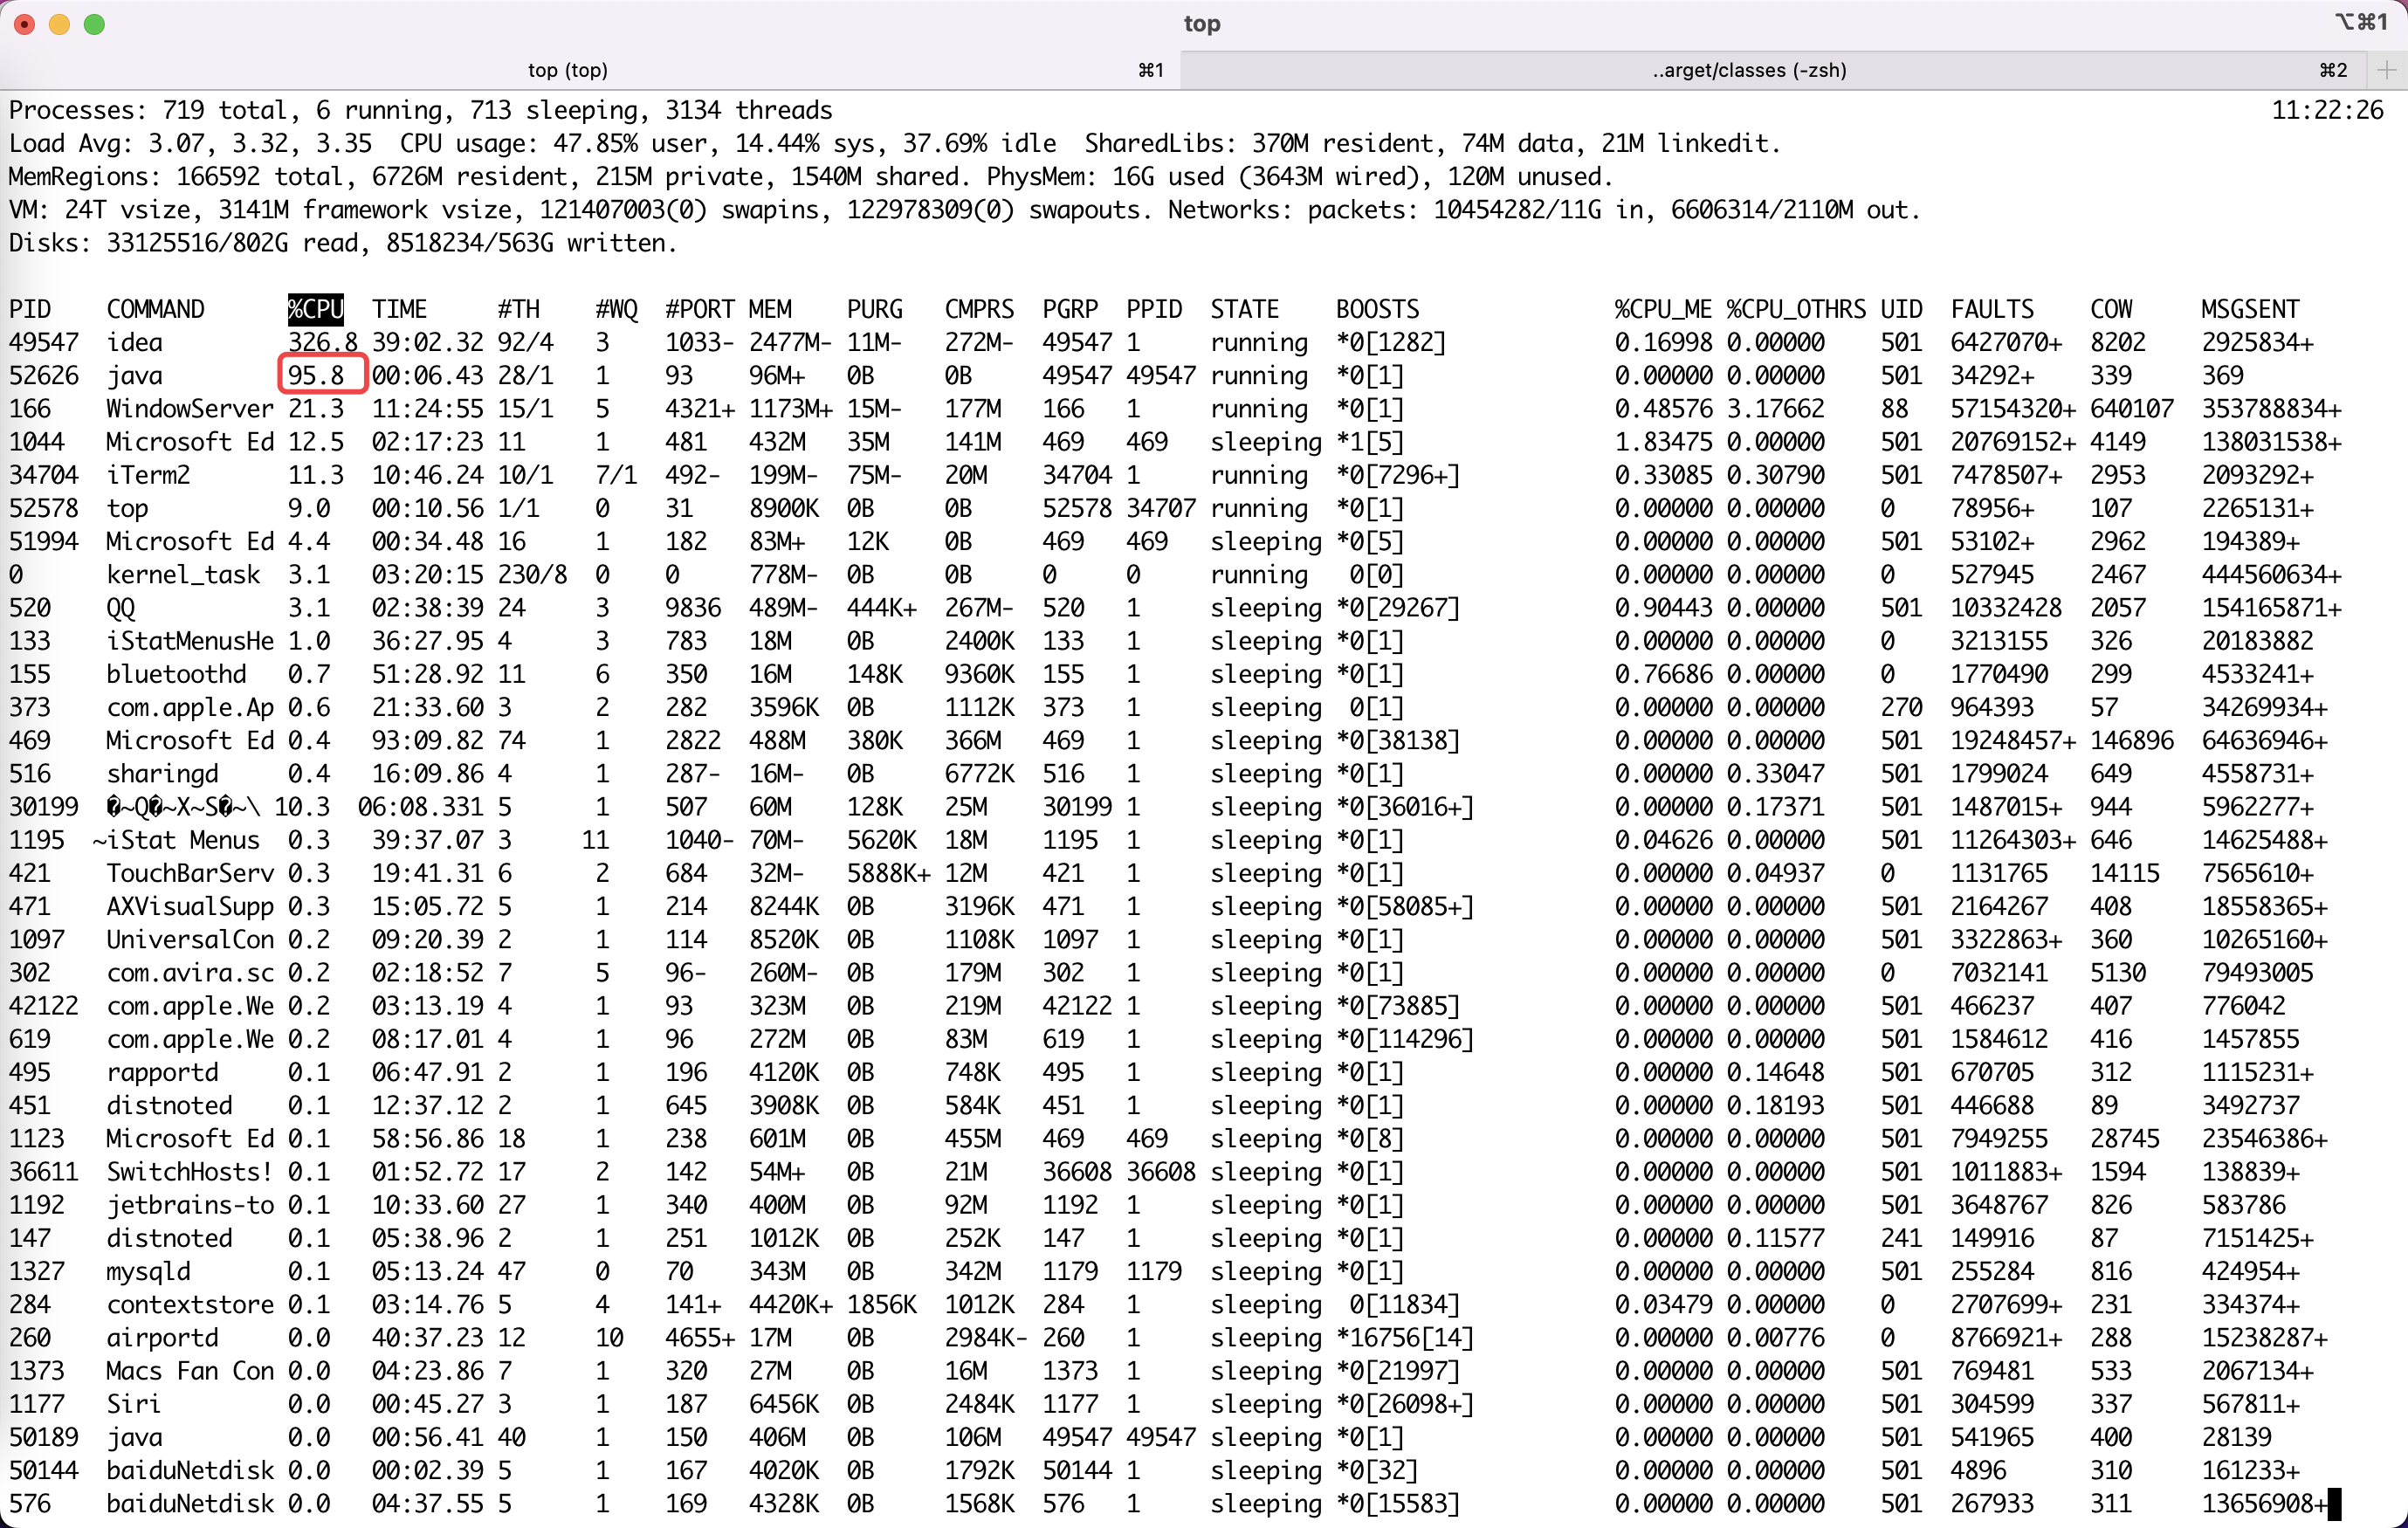 top
⌥⌘1
top (top) ⌘1 ..arget/classes (-zsh) ⌘2
Processes: 719 total, 6 running, 713 sleeping, 3134 threads 11:22:26
Load Avg: 3.07, 3.32, 3.35 CPU usage: 47.85% user, 14.44% sys, 37.69% idle SharedLibs: 370M resident, 74M data, 21M linkedit.
MemRegions: 166592 total, 6726M resident, 215M private, 1540M shared. PhysMem: 16G used (3643M wired), 120M unused.
VM: 24T vsize, 3141M framework vsize, 121407003(0) swapins, 122978309(0) swapouts. Networks: packets: 10454282/11G in, 6606314/2110M out.
Disks: 33125516/802G read, 8518234/563G written.
PID COMMAND %CPU TIME #TH #WQ #PORT MEM PURG CMPRS PGRP PPID STATE BOOSTS %CPU_ME %CPU_OTHRS UID FAULTS COW MSGSENT
49547 idea 326.8 39:02.32 92/4 3 1033- 2477M- 11M- 272M- 49547 1 running *0[1282] 0.16998 0.00000 501 6427070+ 8202 2925834+
52626 java 95.8 00:06.43 28/1 1 93 96M+ 0B 0B 49547 49547 running *0[1] 0.00000 0.00000 501 34292+ 339 369
166 WindowServer 21.3 11:24:55 15/1 5 4321+ 1173M+ 15M- 177M 166 1 running *0[1] 0.48576 3.17662 88 57154320+ 640107 353788834+
1044 Microsoft Ed 12.5 02:17:23 11 1 481 432M 35M 141M 469 469 sleeping *1[5] 1.83475 0.00000 501 20769152+ 4149 138031538+
34704 iTerm2 11.3 10:46.24 10/1 7/1 492- 199M- 75M- 20M 34704 1 running *0[7296+] 0.33085 0.30790 501 7478507+ 2953 2093292+
52578 top 9.0 00:10.56 1/1 0 31 8900K 0B 0B 52578 34707 running *0[1] 0.00000 0.00000 0 78956+ 107 2265131+
51994 Microsoft Ed 4.4 00:34.48 16 1 182 83M+ 12K 0B 469 469 sleeping *0[5] 0.00000 0.00000 501 53102+ 2962 194389+
0 kernel_task 3.1 03:20:15 230/8 0 0 778M- 0B 0B 0 0 running 0[0] 0.00000 0.00000 0 527945 2467 444560634+
520 QQ 3.1 02:38:39 24 3 9836 489M- 444K+ 267M- 520 1 sleeping *0[29267] 0.90443 0.00000 501 10332428 2057 154165871+
133 iStatMenusHe 1.0 36:27.95 4 3 783 18M 0B 2400K 133 1 sleeping *0[1] 0.00000 0.00000 0 3213155 326 20183882
155 bluetoothd 0.7 51:28.92 11 6 350 16M 148K 9360K 155 1 sleeping *0[1] 0.76686 0.00000 0 1770490 299 4533241+
373 com.apple.Ap 0.6 21:33.60 3 2 282 3596K 0B 1112K 373 1 sleeping 0[1] 0.00000 0.00000 270 964393 57 34269934+
469 Microsoft Ed 0.4 93:09.82 74 1 2822 488M 380K 366M 469 1 sleeping *0[38138] 0.00000 0.00000 501 19248457+ 146896 64636946+
516 sharingd 0.4 16:09.86 4 1 287- 16M- 0B 6772K 516 1 sleeping *0[1] 0.00000 0.33047 501 1799024 649 4558731+
30199 �~Q�~X~S�~\ 10.3 06:08.331 5 1 507 60M 128K 25M 30199 1 sleeping *0[36016+] 0.00000 0.17371 501 1487015+ 944 5962277+
1195 ~iStat Menus 0.3 39:37.07 3 11 1040- 70M- 5620K 18M 1195 1 sleeping *0[1] 0.04626 0.00000 501 11264303+ 646 14625488+
421 TouchBarServ 0.3 19:41.31 6 2 684 32M- 5888K+ 12M 421 1 sleeping *0[1] 0.00000 0.04937 0 1131765 14115 7565610+
471 AXVisualSupp 0.3 15:05.72 5 1 214 8244K 0B 3196K 471 1 sleeping *0[58085+] 0.00000 0.00000 501 2164267 408 18558365+
1097 UniversalCon 0.2 09:20.39 2 1 114 8520K 0B 1108K 1097 1 sleeping *0[1] 0.00000 0.00000 501 3322863+ 360 10265160+
302 com.avira.sc 0.2 02:18:52 7 5 96- 260M- 0B 179M 302 1 sleeping *0[1] 0.00000 0.00000 0 7032141 5130 79493005
42122 com.apple.We 0.2 03:13.19 4 1 93 323M 0B 219M 42122 1 sleeping *0[73885] 0.00000 0.00000 501 466237 407 776042
619 com.apple.We 0.2 08:17.01 4 1 96 272M 0B 83M 619 1 sleeping *0[114296] 0.00000 0.00000 501 1584612 416 1457855
495 rapportd 0.1 06:47.91 2 1 196 4120K 0B 748K 495 1 sleeping *0[1] 0.00000 0.14648 501 670705 312 1115231+
451 distnoted 0.1 12:37.12 2 1 645 3908K 0B 584K 451 1 sleeping *0[1] 0.00000 0.18193 501 446688 89 3492737
1123 Microsoft Ed 0.1 58:56.86 18 1 238 601M 0B 455M 469 469 sleeping *0[8] 0.00000 0.00000 501 7949255 28745 23546386+
36611 SwitchHosts! 0.1 01:52.72 17 2 142 54M+ 0B 21M 36608 36608 sleeping *0[1] 0.00000 0.00000 501 1011883+ 1594 138839+
1192 jetbrains-to 0.1 10:33.60 27 1 340 400M 0B 92M 1192 1 sleeping *0[1] 0.00000 0.00000 501 3648767 826 583786
147 distnoted 0.1 05:38.96 2 1 251 1012K 0B 252K 147 1 sleeping *0[1] 0.00000 0.11577 241 149916 87 7151425+
1327 mysqld 0.1 05:13.24 47 0 70 343M 0B 342M 1179 1179 sleeping *0[1] 0.00000 0.00000 501 255284 816 424954+
284 contextstore 0.1 03:14.76 5 4 141+ 4420K+ 1856K 1012K 284 1 sleeping 0[11834] 0.03479 0.00000 0 2707699+ 231 334374+
260 airportd 0.0 40:37.23 12 10 4655+ 17M 0B 2984K- 260 1 sleeping *16756[14] 0.00000 0.00776 0 8766921+ 288 15238287+
1373 Macs Fan Con 0.0 04:23.86 7 1 320 27M 0B 16M 1373 1 sleeping *0[21997] 0.00000 0.00000 501 769481 533 2067134+
1177 Siri 0.0 00:45.27 3 1 187 6456K 0B 2484K 1177 1 sleeping *0[26098+] 0.00000 0.00000 501 304599 337 567811+
50189 java 0.0 00:56.41 40 1 150 406M 0B 106M 49547 49547 sleeping *0[1] 0.00000 0.00000 501 541965 400 28139
50144 baiduNetdisk 0.0 00:02.39 5 1 167 4020K 0B 1792K 50144 1 sleeping *0[32] 0.00000 0.00000 501 4896 310 161233+
576 baiduNetdisk 0.0 04:37.55 5 1 169 4328K 0B 1568K 576 1 sleeping *0[15583] 0.00000 0.00000 501 267933 311 13656908+